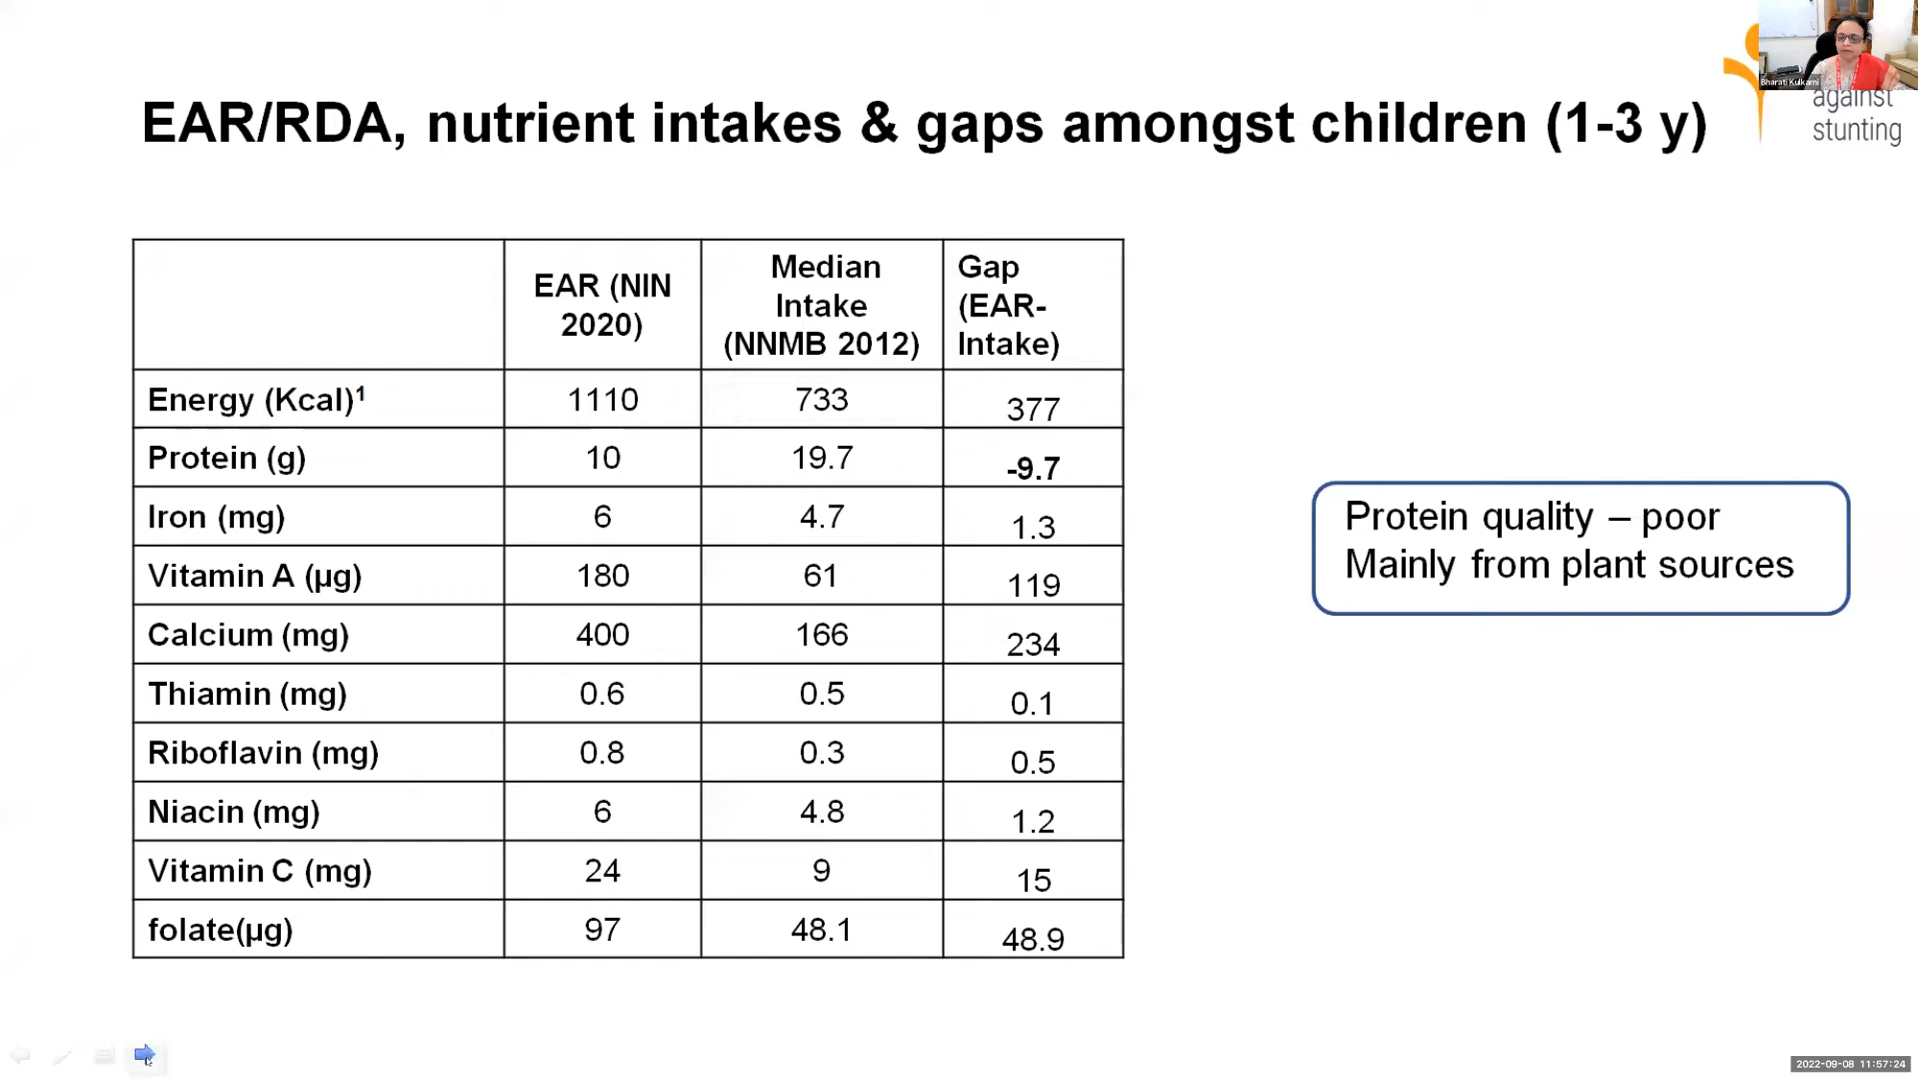 Bharati Kulkarni
against
stunting
EAR/RDA, nutrient intakes & gaps amongst children (1-3 y)
EAR (NIN 2020) Median Intake (NNMB 2012) Gap (EAR-Intake)
Energy (Kcal)¹ 1110 733 377
Protein (g) 10 19.7 -9.7
Iron (mg) 6 4.7 1.3
Vitamin A (µg) 180 61 119
Calcium (mg) 400 166 234
Thiamin (mg) 0.6 0.5 0.1
Riboflavin (mg) 0.8 0.3 0.5
Niacin (mg) 6 4.8 1.2
Vitamin C (mg) 24 9 15
folate(µg) 97 48.1 48.9
Protein quality – poor
Mainly from plant sources
2022-09-08 11:57:24